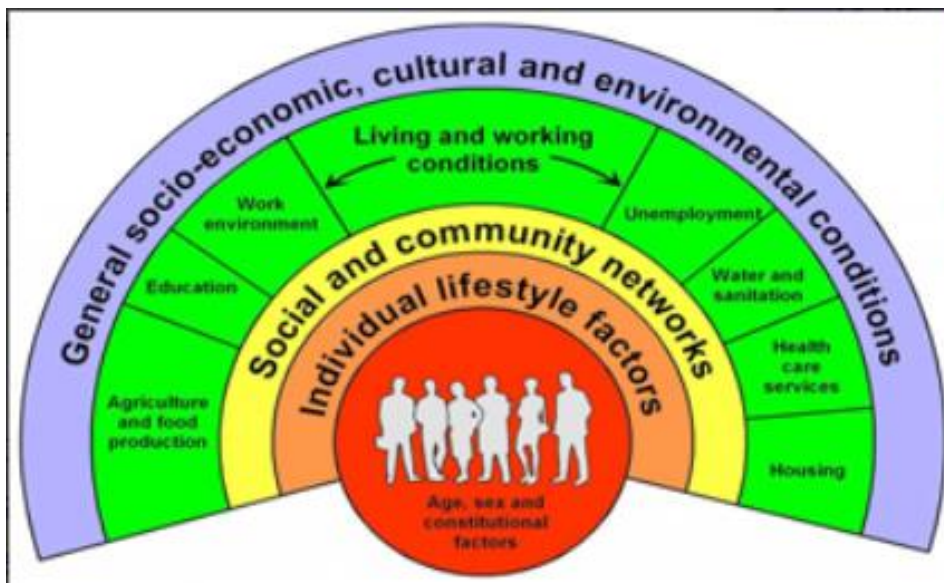 General socio-economic, cultural and environmental conditions
Living and working
conditions
Work
environment
Unemployment
Education
Water and
sanitation
Agriculture
and food
production
Health
care
services
Housing
Social and community networks
Individual lifestyle factors
Age, sex and
constitutional
factors